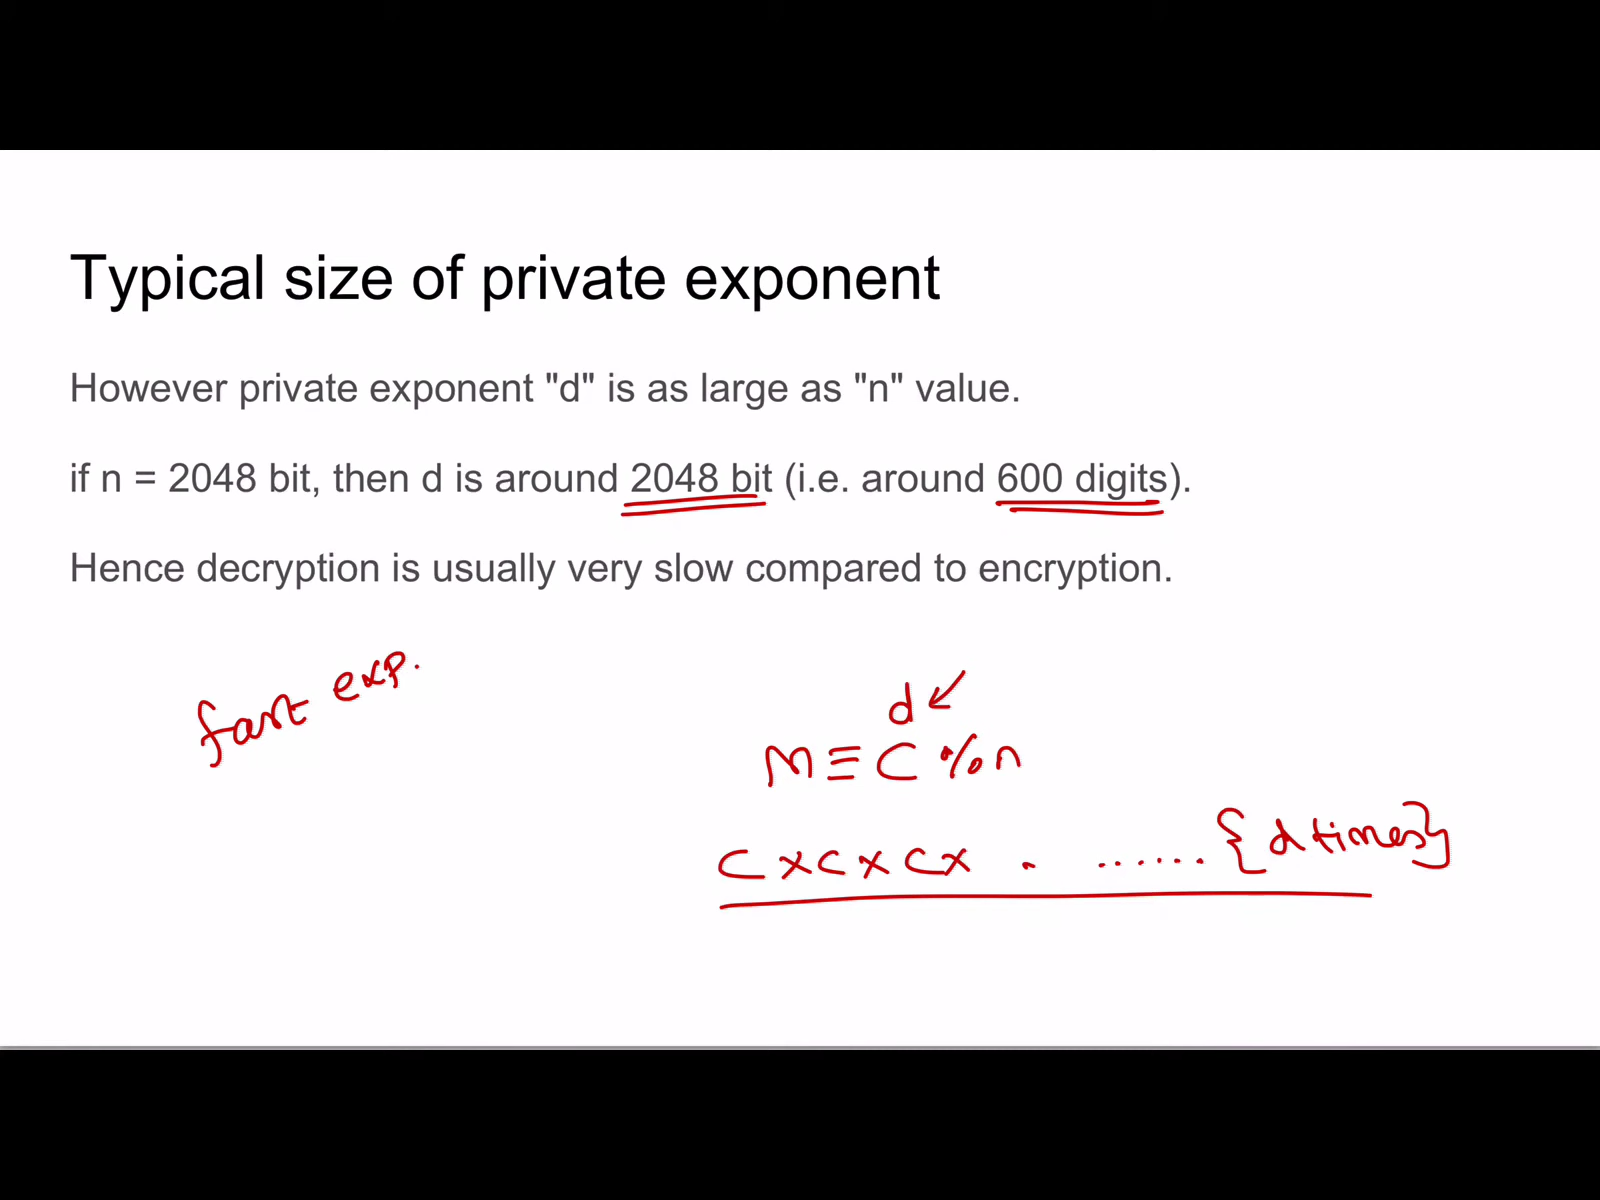 Typical size of private exponent
However private exponent "d" is as large as "n" value.
if n = 2048 bit, then d is around 2048 bit (i.e. around 600 digits).
Hence decryption is usually very slow compared to encryption.
fast exp.
d
M ≡ C % n
C × C × C × . ...... {d times}